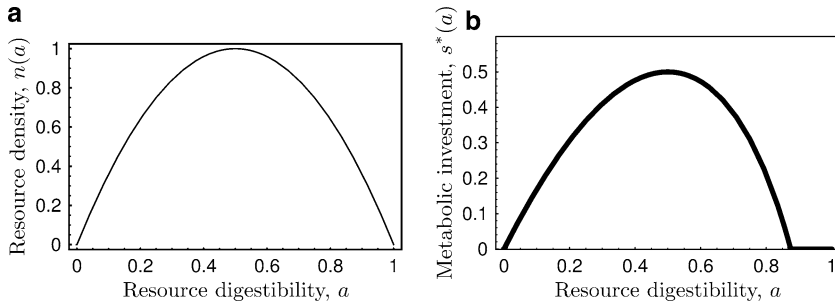 a
Resource density, n(a)
1
0.8
0.6
0.4
0.2
0
0 0.2 0.4 0.6 0.8 1
Resource digestibility, a
b
Metabolic investment, s*(a)
0.5
0.4
0.3
0.2
0.1
0
0 0.2 0.4 0.6 0.8 1
Resource digestibility, a